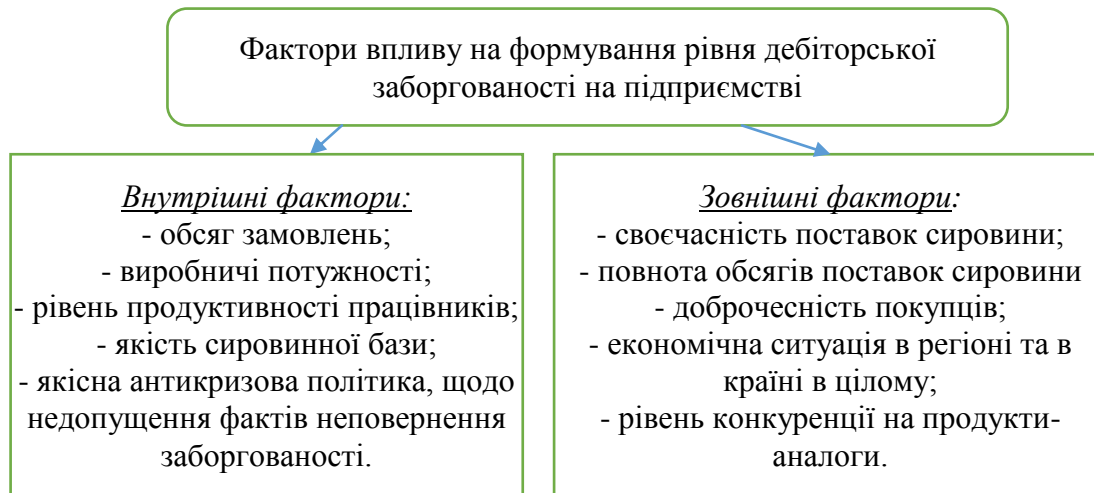 Фактори впливу на формування рівня дебіторської
заборгованості на підприємстві
Внутрішні фактори:
- обсяг замовлень;
- виробничі потужності;
- рівень продуктивності працівників;
- якість сировинної бази;
- якісна антикризова політика, щодо
недопущення фактів неповернення
заборгованості.
Зовнішні фактори:
- своєчасність поставок сировини;
- повнота обсягів поставок сировини
- доброчесність покупців;
- економічна ситуація в регіоні та в
країні в цілому;
- рівень конкуренції на продукти-
аналоги.